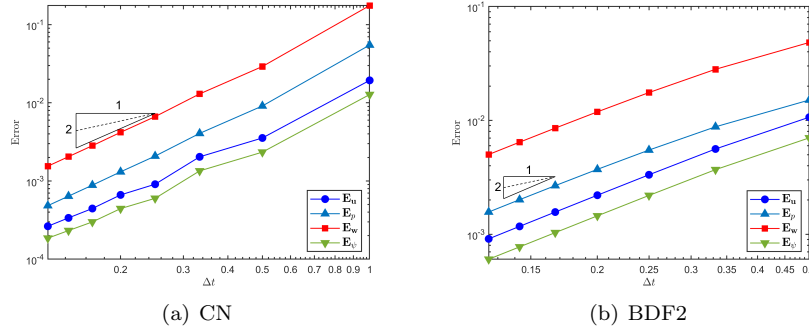 10^-1
10^-2
10^-3
10^-4
Error
1
2
E_u
E_p
E_w
E_ψ
0.2 0.3 0.4 0.5 0.6 0.7 0.8 0.9 1
Δt
(a) CN
10^-1
10^-2
10^-3
Error
1
2
E_u
E_p
E_w
E_ψ
0.15 0.2 0.25 0.3 0.35 0.4 0.45
Δt
(b) BDF2